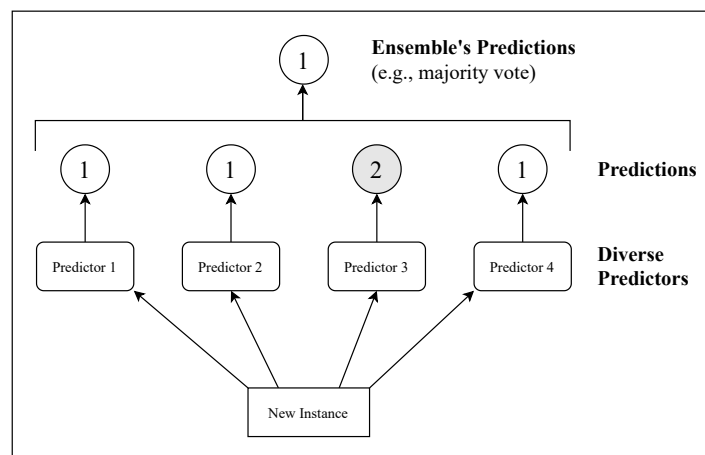 1
Ensemble's Predictions
(e.g., majority vote)
1
1
2
1
Predictions
Predictor 1
Predictor 2
Predictor 3
Predictor 4
Diverse
Predictors
New Instance